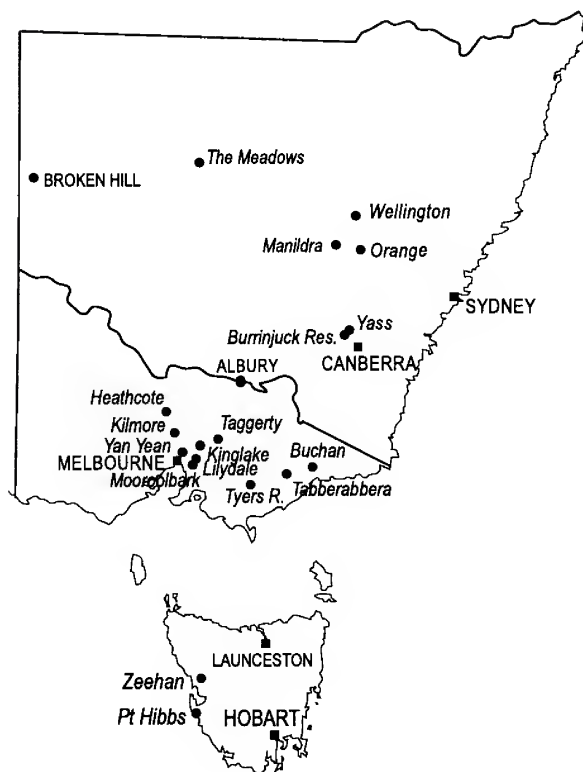 The Meadows
BROKEN HILL
Wellington
Manildra
Orange
SYDNEY
Yass
Burrinjuck Res.
CANBERRA
ALBURY
Heathcote
Kilmore
Taggerty
Yan Yean
Kinglake
Buchan
MELBOURNE
Lilydale
Mooroolbark
Tabberabbera
Tyers R.
LAUNCESTON
Zeehan
Pt Hibbs
HOBART